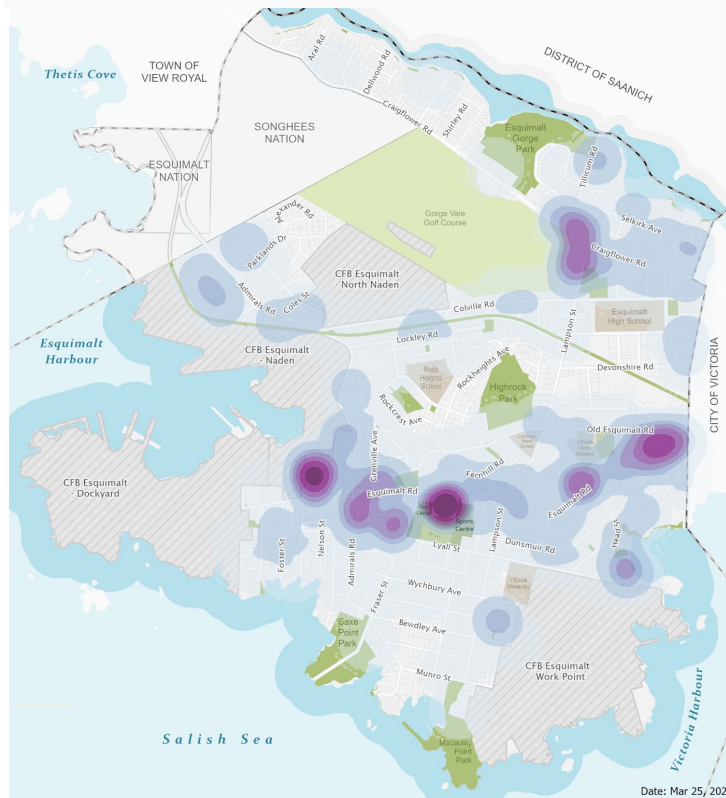 DISTRICT OF SAANICH
TOWN OF
VIEW ROYAL
Thetis Cove
Aral Rd
Dellwood Rd
Craigflower Rd
Shirley Rd
SONGHEES
NATION
ESQUIMALT
NATION
Esquimalt
Gorge
Park
Tillicum Rd
Alexander Rd
Gorge Vale
Golf Course
Selkirk Ave
Parklands Dr
Craigflower Rd
CFB Esquimalt
- North Naden
Admirals Rd
Coles St
Colville Rd
Lampson St
Esquimalt
High School
Esquimalt
Harbour
Lockley Rd
CFB Esquimalt
- Naden
CITY OF VICTORIA
Rockheights Ave
Devonshire Rd
Rock
Heights
School
Highrock
Park
Rockcrest Ave
Old Esquimalt Rd
Grenville Ave
CFB Esquimalt
- Dockyard
Fernhill Rd
Esquimalt Rd
Esquimalt Rd
Sports
Centre
Lampson St
Head St
Foster St
Nelson St
Admirals Rd
Lyall St
Dunsmuir Rd
Fraser St
Wychbury Ave
L'Ecole
Macaulay
Saxe
Point
Park
Bewdley Ave
CFB Esquimalt
- Work Point
Munro St
Salish Sea
Macaulay
Point
Park
Victoria Harbour
Date: Mar 25, 202